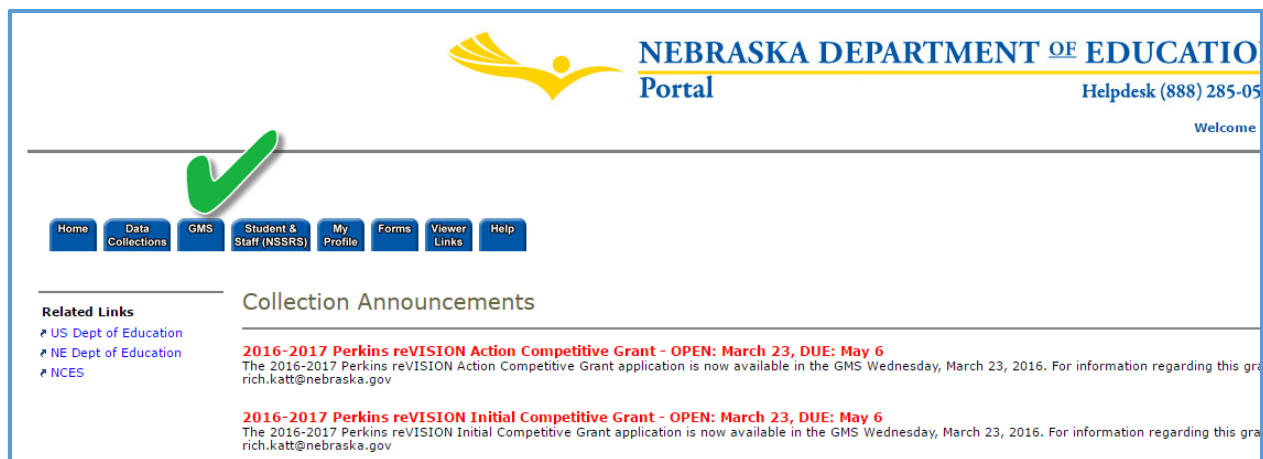 NEBRASKA DEPARTMENT OF EDUCATIO
Portal
Helpdesk (888) 285-05
Welcome
Home
Data
Collections
GMS
Student &
Staff (NSSRS)
My
Profile
Forms
Viewer
Links
Help
Related Links
US Dept of Education
NE Dept of Education
NCES
Collection Announcements
2016-2017 Perkins reVISION Action Competitive Grant - OPEN: March 23, DUE: May 6
The 2016-2017 Perkins reVISION Action Competitive Grant application is now available in the GMS Wednesday, March 23, 2016. For information regarding this gra
rich.katt@nebraska.gov
2016-2017 Perkins reVISION Initial Competitive Grant - OPEN: March 23, DUE: May 6
The 2016-2017 Perkins reVISION Initial Competitive Grant application is now available in the GMS Wednesday, March 23, 2016. For information regarding this gra
rich.katt@nebraska.gov